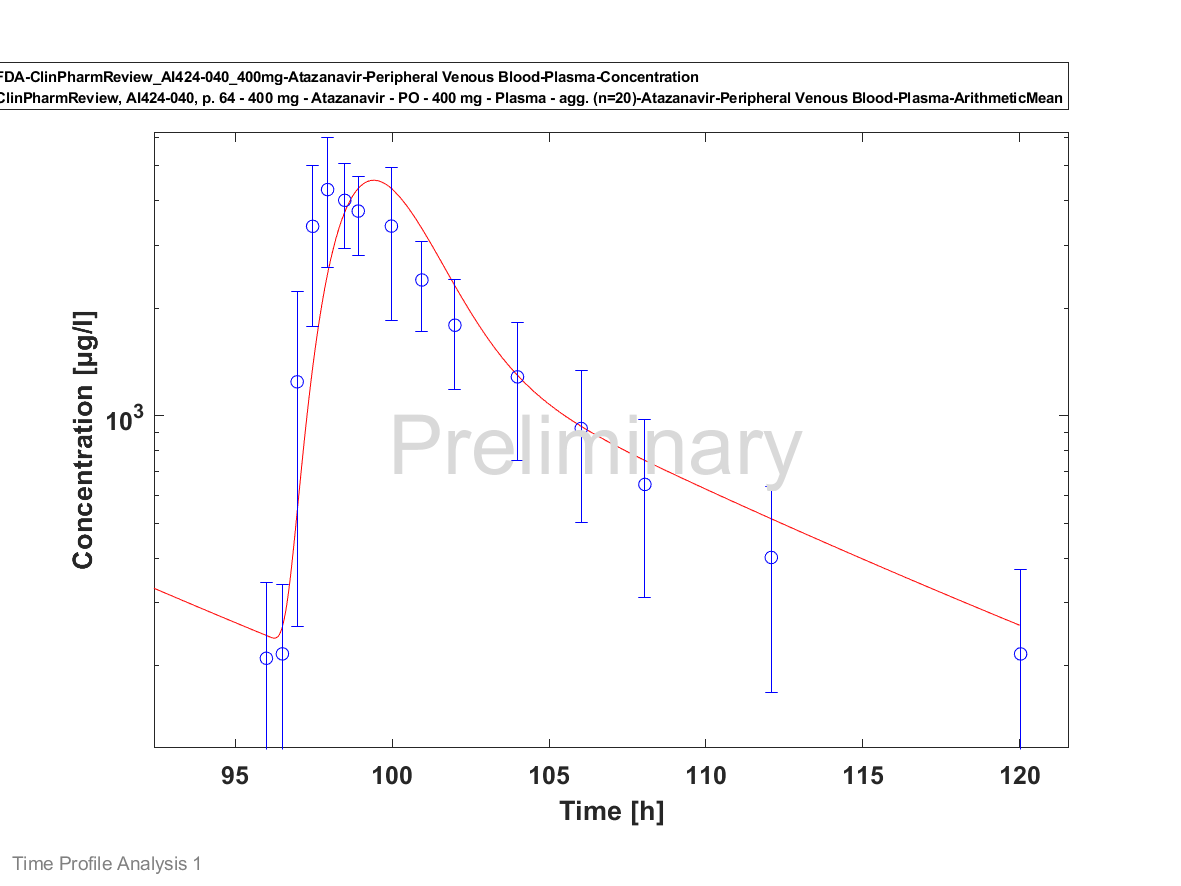 FDA-ClinPharmReview_AI424-040_400mg-Atazanavir-Peripheral Venous Blood-Plasma-Concentration
ClinPharmReview, AI424-040, p. 64 - 400 mg - Atazanavir - PO - 400 mg - Plasma - agg. (n=20)-Atazanavir-Peripheral Venous Blood-Plasma-ArithmeticMean
Concentration [µg/l]
10^3
Preliminary
95 100 105 110 115 120
Time [h]
Time Profile Analysis 1